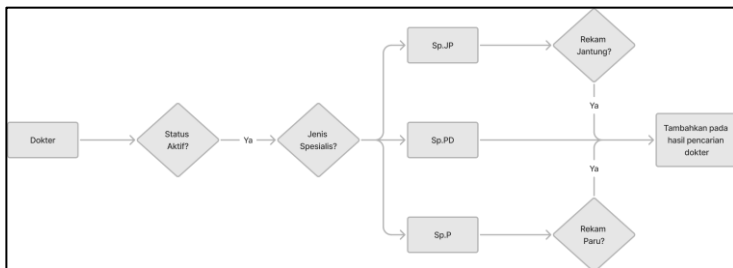 Dokter
Status
Aktif?
Ya
Jenis
Spesialis?
Sp.JP
Rekam
Jantung?
Ya
Sp.PD
Tambahkan pada
hasil pencarian
dokter
Ya
Sp.P
Rekam
Paru?